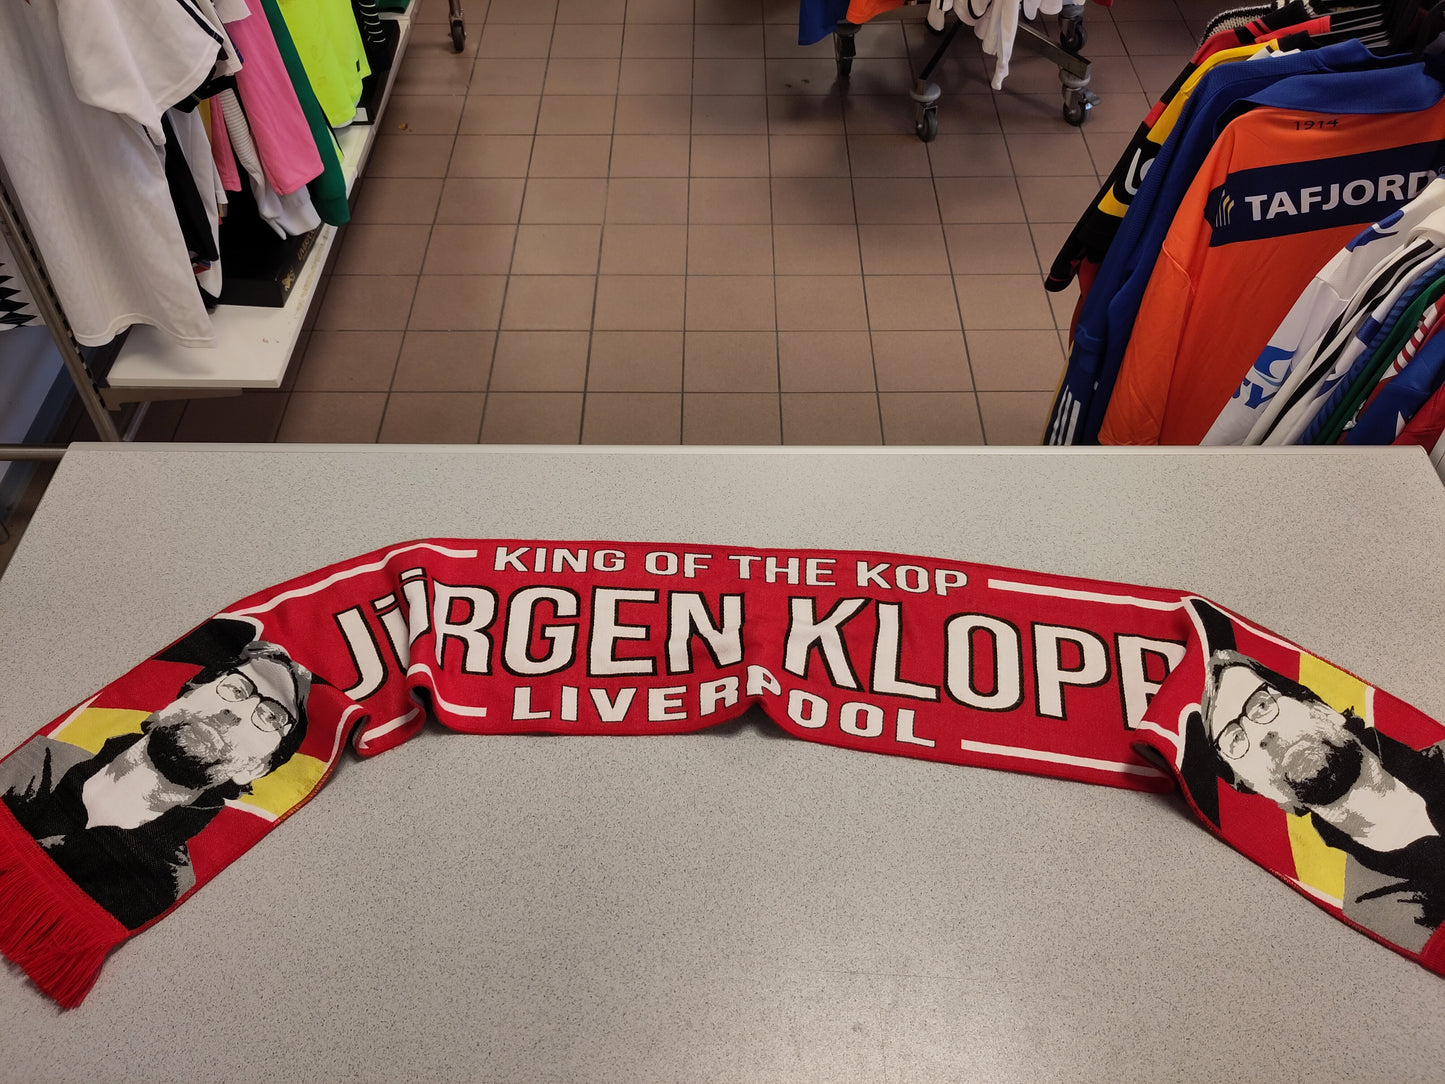 1914
TAFJORD
KING OF THE KOP
JÜRGEN KLOPP
LIVERPOOL